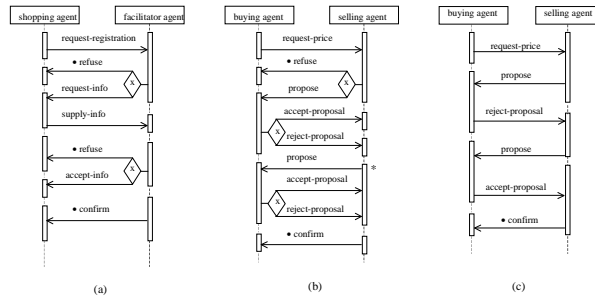 shopping agent
facilitator agent
request-registration
• refuse
x
request-info
supply-info
• refuse
x
accept-info
• confirm
(a)
buying agent
selling agent
request-price
• refuse
x
propose
accept-proposal
x
reject-proposal
propose
*
accept-proposal
x
reject-proposal
• confirm
(b)
buying agent
selling agent
request-price
propose
reject-proposal
propose
accept-proposal
• confirm
(c)